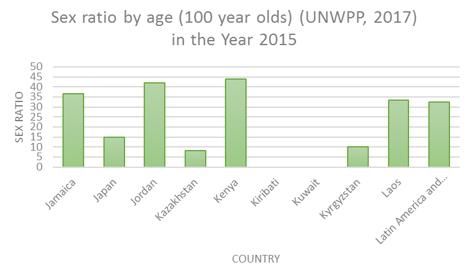 Sex ratio by age (100 year olds) (UNWPP, 2017)
in the Year 2015
SEX RATIO
50
45
40
35
30
25
20
15
10
5
0
Jamaica
Japan
Jordan
Kazakhstan
Kenya
Kiribati
Kuwait
Kyrgyzstan
Laos
Latin America and...
COUNTRY